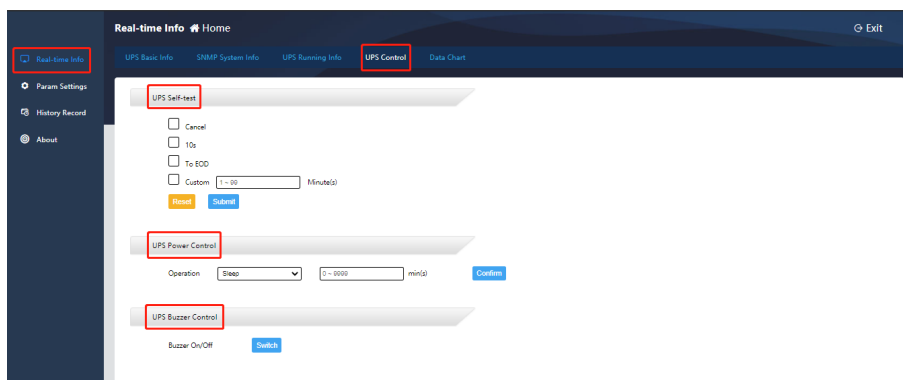 Real-time Info Home Exit
Real-time Info
Param Settings
History Record
About
UPS Basic Info SNMP System Info UPS Running Info UPS Control Data Chart
UPS Self-test
Cancel
10s
To EOD
Custom 1 ~ 99 Minute(s)
Reset Submit
UPS Power Control
Operation Sleep 0 ~ 9999 min(s) Confirm
UPS Buzzer Control
Buzzer On/Off Switch